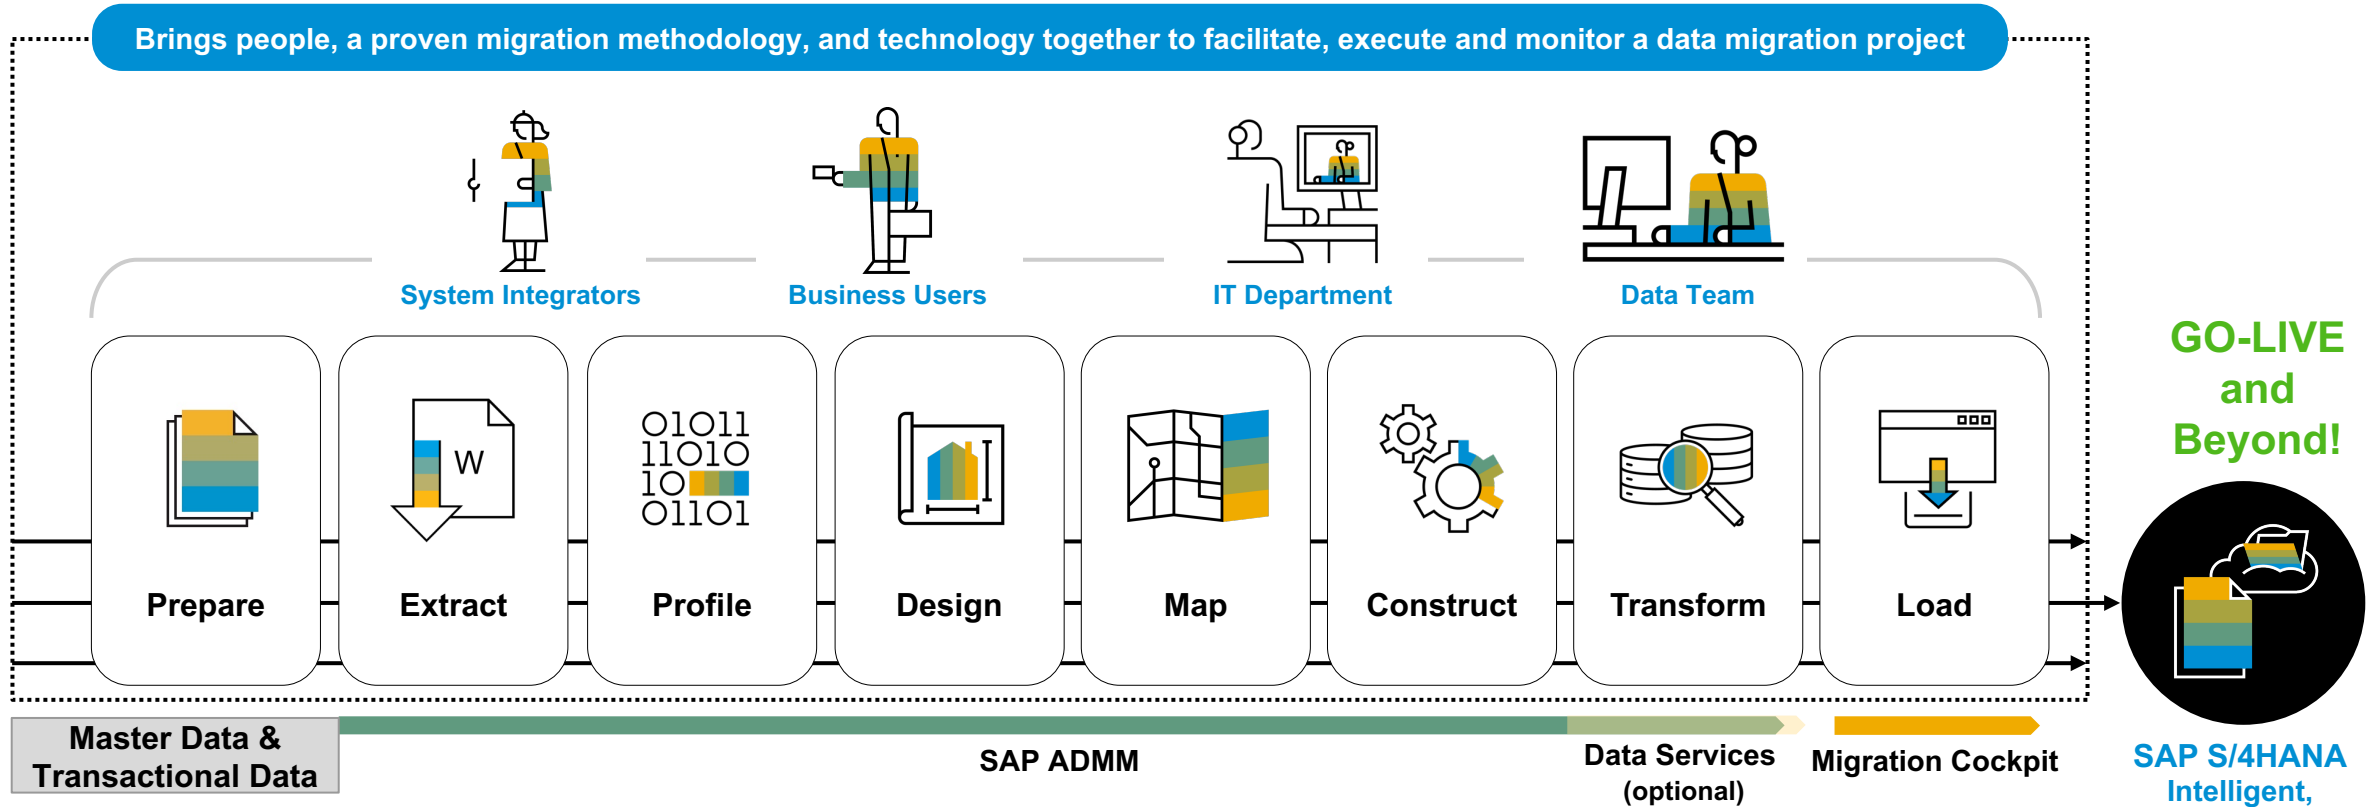 Brings people, a proven migration methodology, and technology together to facilitate, execute and monitor a data migration project
System Integrators
Business Users
IT Department
Data Team
GO-LIVE
and
Beyond!
W
01011
11010
10
01101
Prepare
Extract
Profile
Design
Map
Construct
Transform
Load
Master Data &
Transactional Data
SAP ADMM
Data Services
(optional)
Migration Cockpit
SAP S/4HANA
Intelligent,